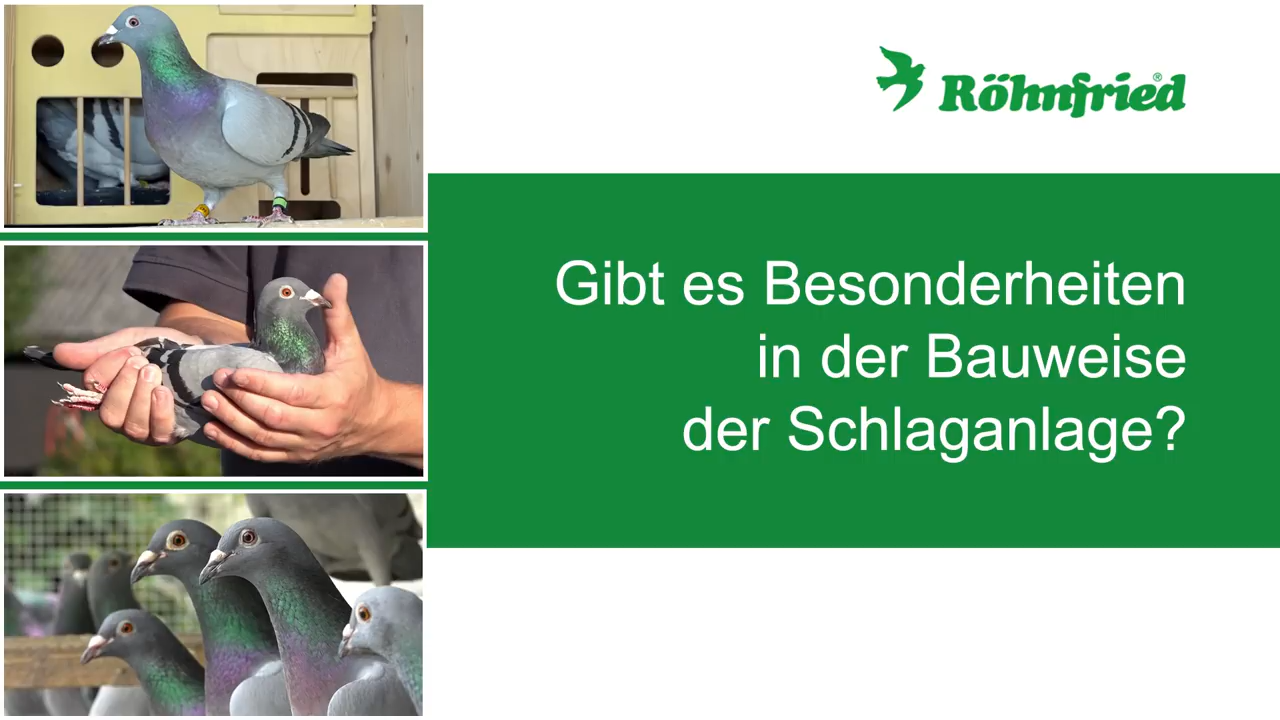 Röhnfried®
Gibt es Besonderheiten
in der Bauweise
der Schlaganlage?